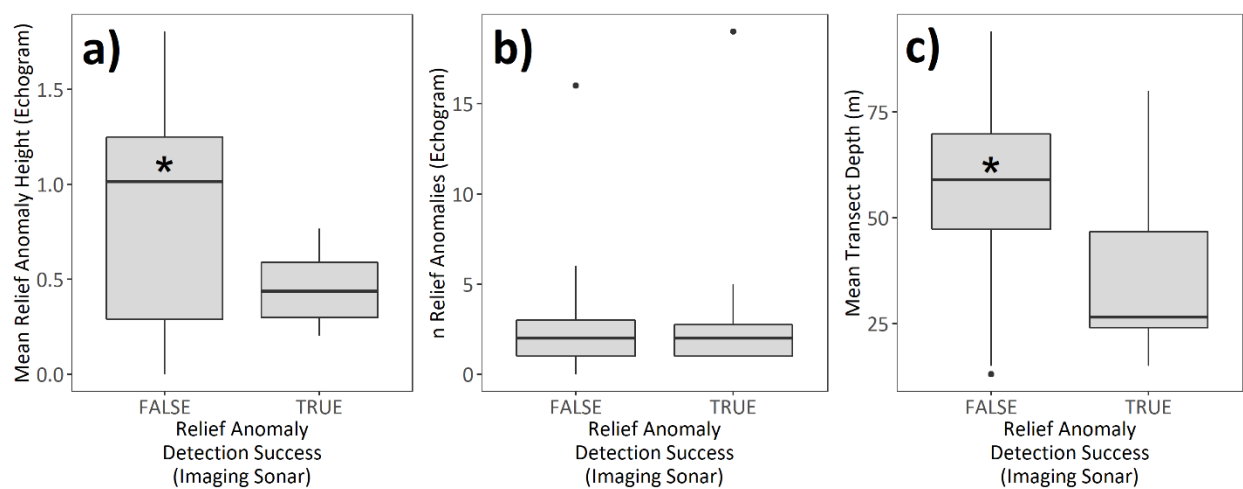 a)
Mean Relief Anomaly Height (Echogram)
1.5
1.0
0.5
0.0
*
FALSE TRUE
Relief Anomaly
Detection Success
(Imaging Sonar)
b)
n Relief Anomalies (Echogram)
15
10
5
0
FALSE TRUE
Relief Anomaly
Detection Success
(Imaging Sonar)
c)
Mean Transect Depth (m)
75
50
25
*
FALSE TRUE
Relief Anomaly
Detection Success
(Imaging Sonar)